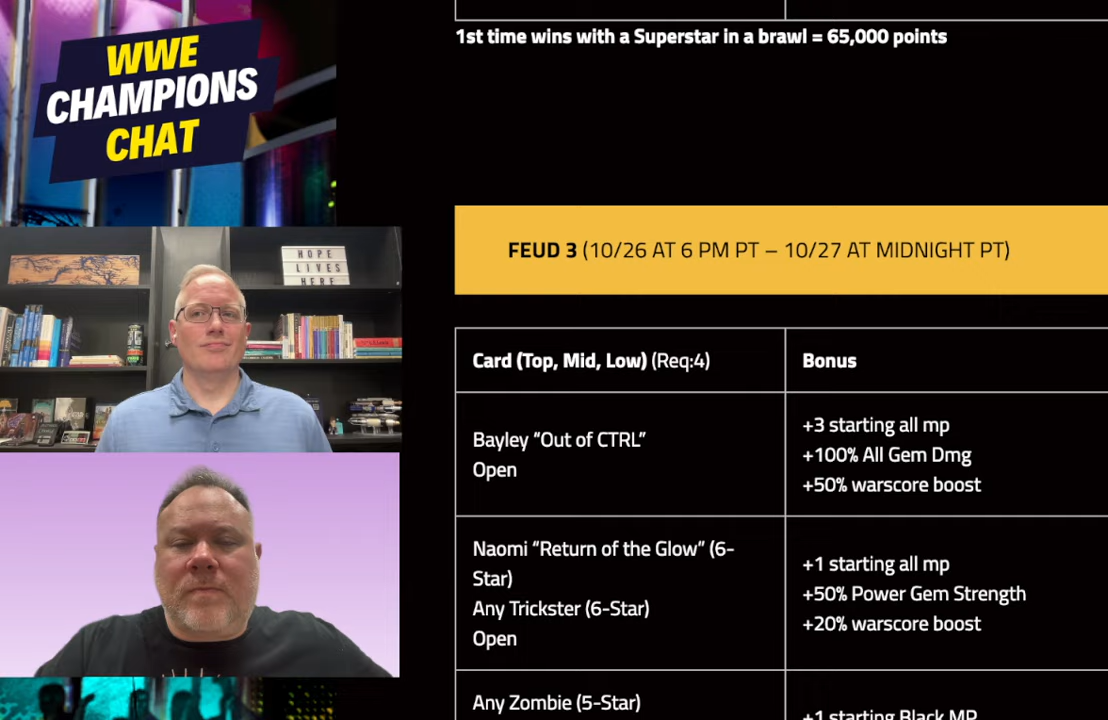 WWE
CHAMPIONS
CHAT
HOPE
LIVES
HERE
1st time wins with a Superstar in a brawl = 65,000 points
FEUD 3 (10/26 AT 6 PM PT – 10/27 AT MIDNIGHT PT)
Card (Top, Mid, Low) (Req:4)
Bonus
Bayley “Out of CTRL”
Open
+3 starting all mp
+100% All Gem Dmg
+50% warscore boost
Naomi “Return of the Glow” (6-
Star)
Any Trickster (6-Star)
Open
+1 starting all mp
+50% Power Gem Strength
+20% warscore boost
Any Zombie (5-Star)
+1 starting Black MP